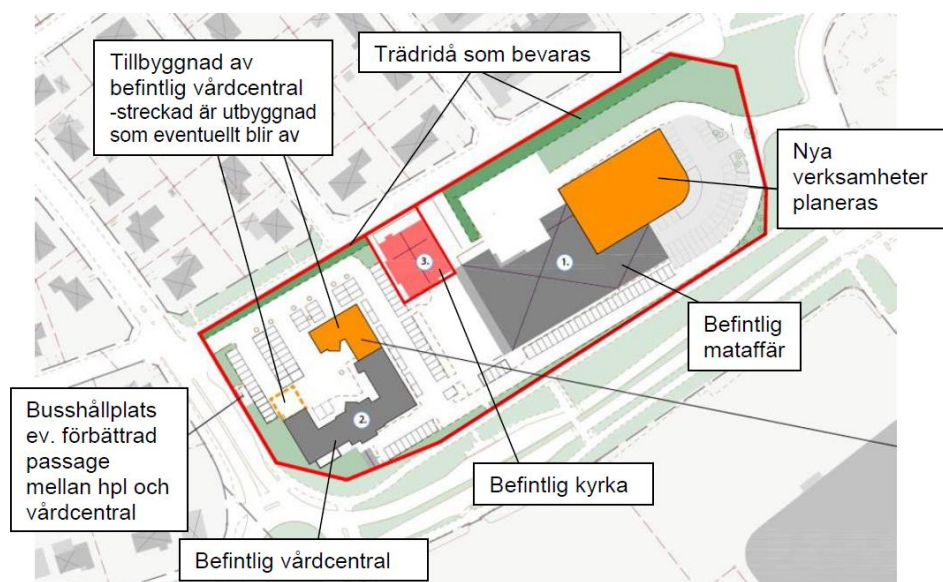 Tillbyggnad av
befintlig vårdcentral
-streckad är utbyggnad
som eventuellt blir av
Trädridå som bevaras
Nya
verksamheter
planeras
3.
1.
Befintlig
mataffär
2.
Busshållplats
ev. förbättrad
passage
mellan hpl och
vårdcentral
Befintlig kyrka
Befintlig vårdcentral